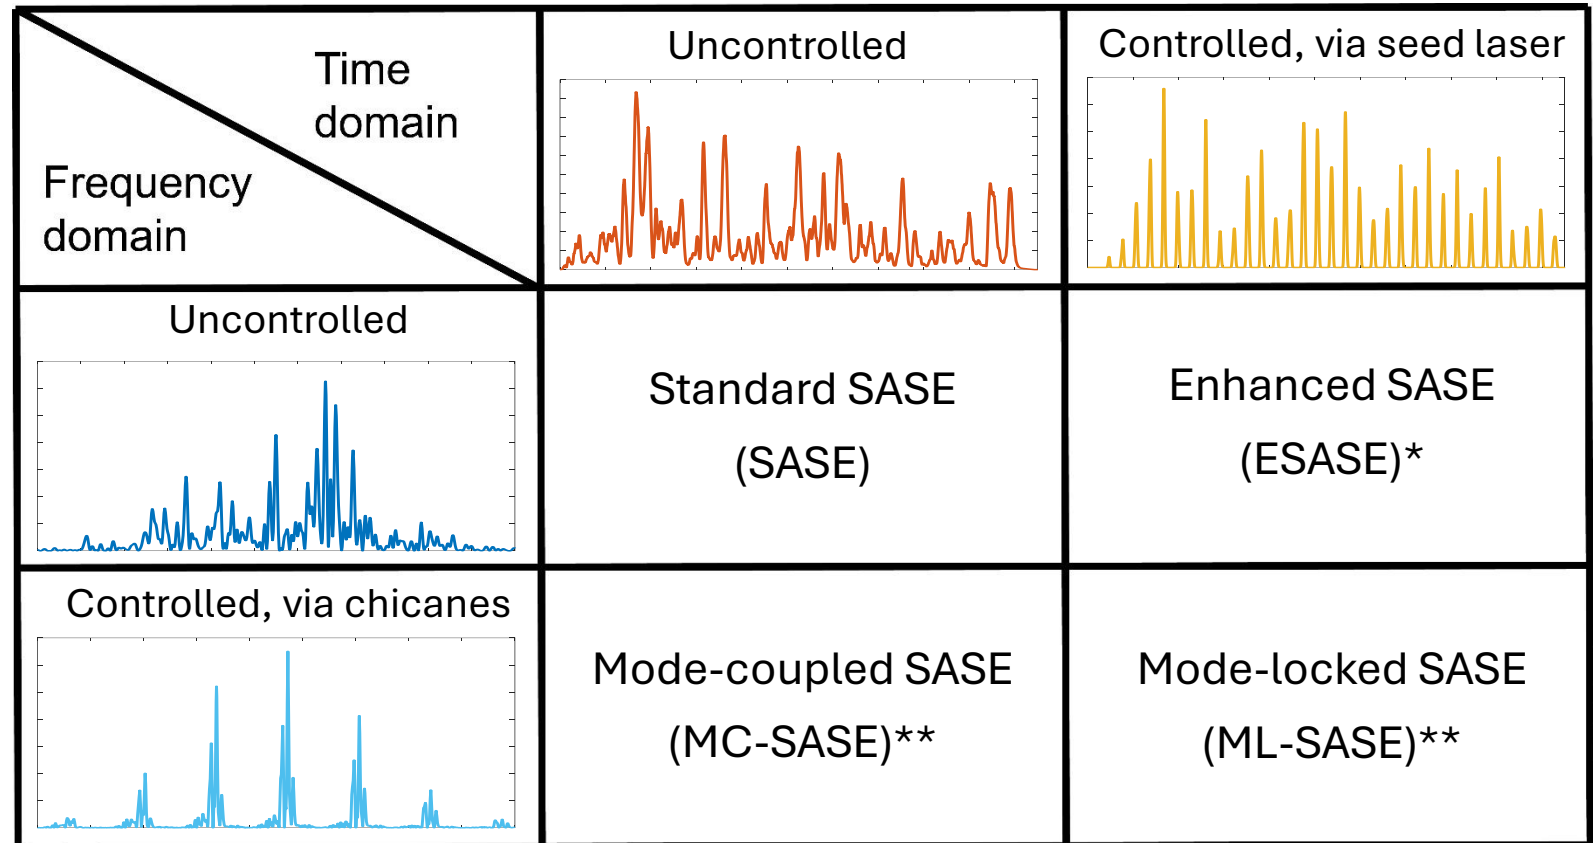 Time
domain
Frequency
domain
Uncontrolled
Controlled, via seed laser
Uncontrolled
Standard SASE
(SASE)
Enhanced SASE
(ESASE)*
Controlled, via chicanes
Mode-coupled SASE
(MC-SASE)**
Mode-locked SASE
(ML-SASE)**